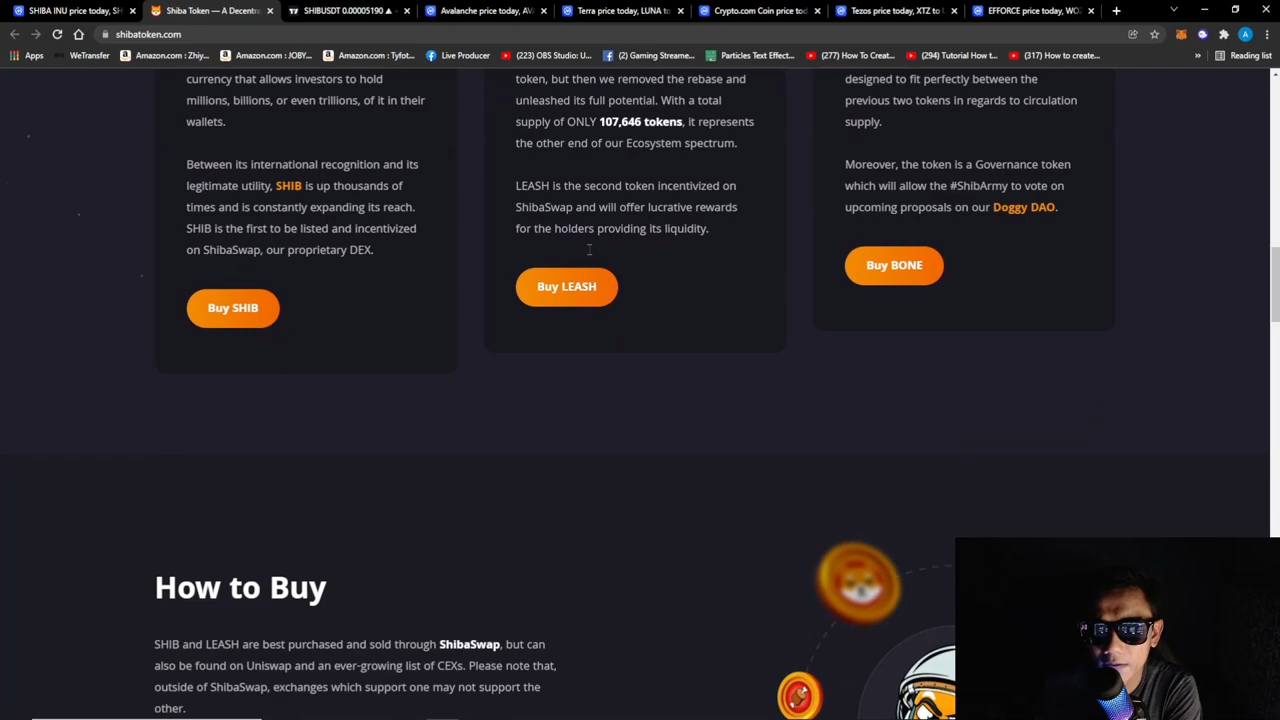 SHIBA INU price today, SH
Shiba Token — A Decentra
SHIBUSDT 0.00005190 ▲
Avalanche price today, AV
Terra price today, LUNA to
Crypto.com Coin price tod
Tezos price today, XTZ to
EFFORCE price today, WOZ
shibatoken.com
Apps
WeTransfer
Amazon.com : Zhiy...
Amazon.com : JOBY...
Amazon.com : Tyfot...
Live Producer
(223) OBS Studio: U...
(2) Gaming Streame...
Particles Text Effect...
(277) How To Creat...
(294) Tutorial How t...
(317) How to create...
»
Reading list
currency that allows investors to hold
millions, billions, or even trillions, of it in their
wallets.
Between its international recognition and its
legitimate utility, SHIB is up thousands of
times and is constantly expanding its reach.
SHIB is the first to be listed and incentivized
on ShibaSwap, our proprietary DEX.
Buy SHIB
token, but then we removed the rebase and
unleashed its full potential. With a total
supply of ONLY 107,646 tokens, it represents
the other end of our Ecosystem spectrum.
LEASH is the second token incentivized on
ShibaSwap and will offer lucrative rewards
for the holders providing its liquidity.
Buy LEASH
designed to fit perfectly between the
previous two tokens in regards to circulation
supply.
Moreover, the token is a Governance token
which will allow the #ShibArmy to vote on
upcoming proposals on our Doggy DAO.
Buy BONE
How to Buy
SHIB and LEASH are best purchased and sold through ShibaSwap, but can
also be found on Uniswap and an ever-growing list of CEXs. Please note that,
outside of ShibaSwap, exchanges which support one may not support the
other.